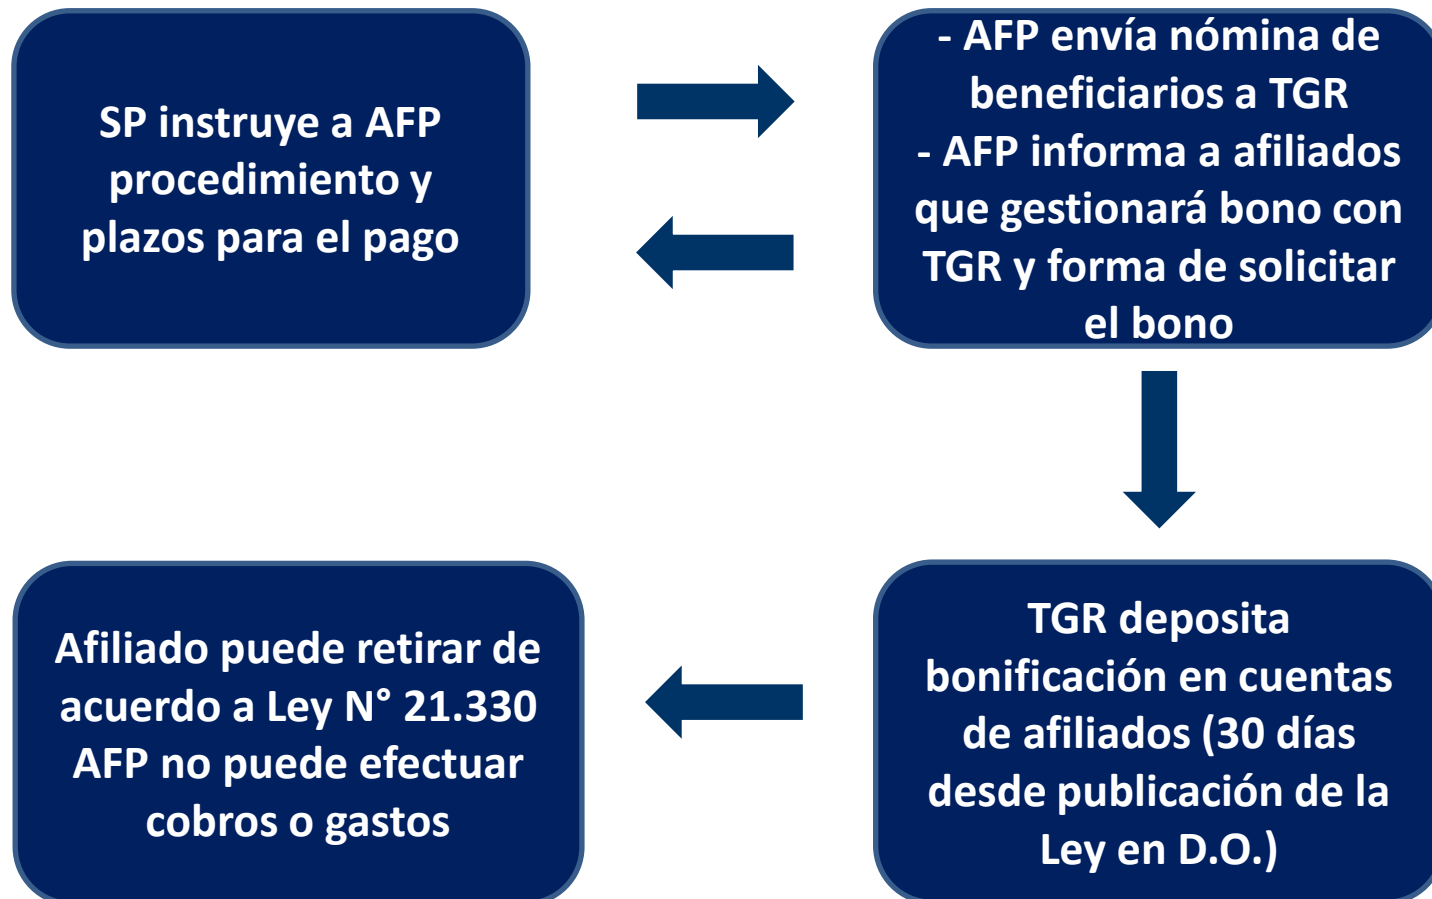 SP instruye a AFP
procedimiento y
plazos para el pago
- AFP envía nómina de
beneficiarios a TGR
- AFP informa a afiliados
que gestionará bono con
TGR y forma de solicitar
el bono
Afiliado puede retirar de
acuerdo a Ley N° 21.330
AFP no puede efectuar
cobros o gastos
TGR deposita
bonificación en cuentas
de afiliados (30 días
desde publicación de la
Ley en D.O.)